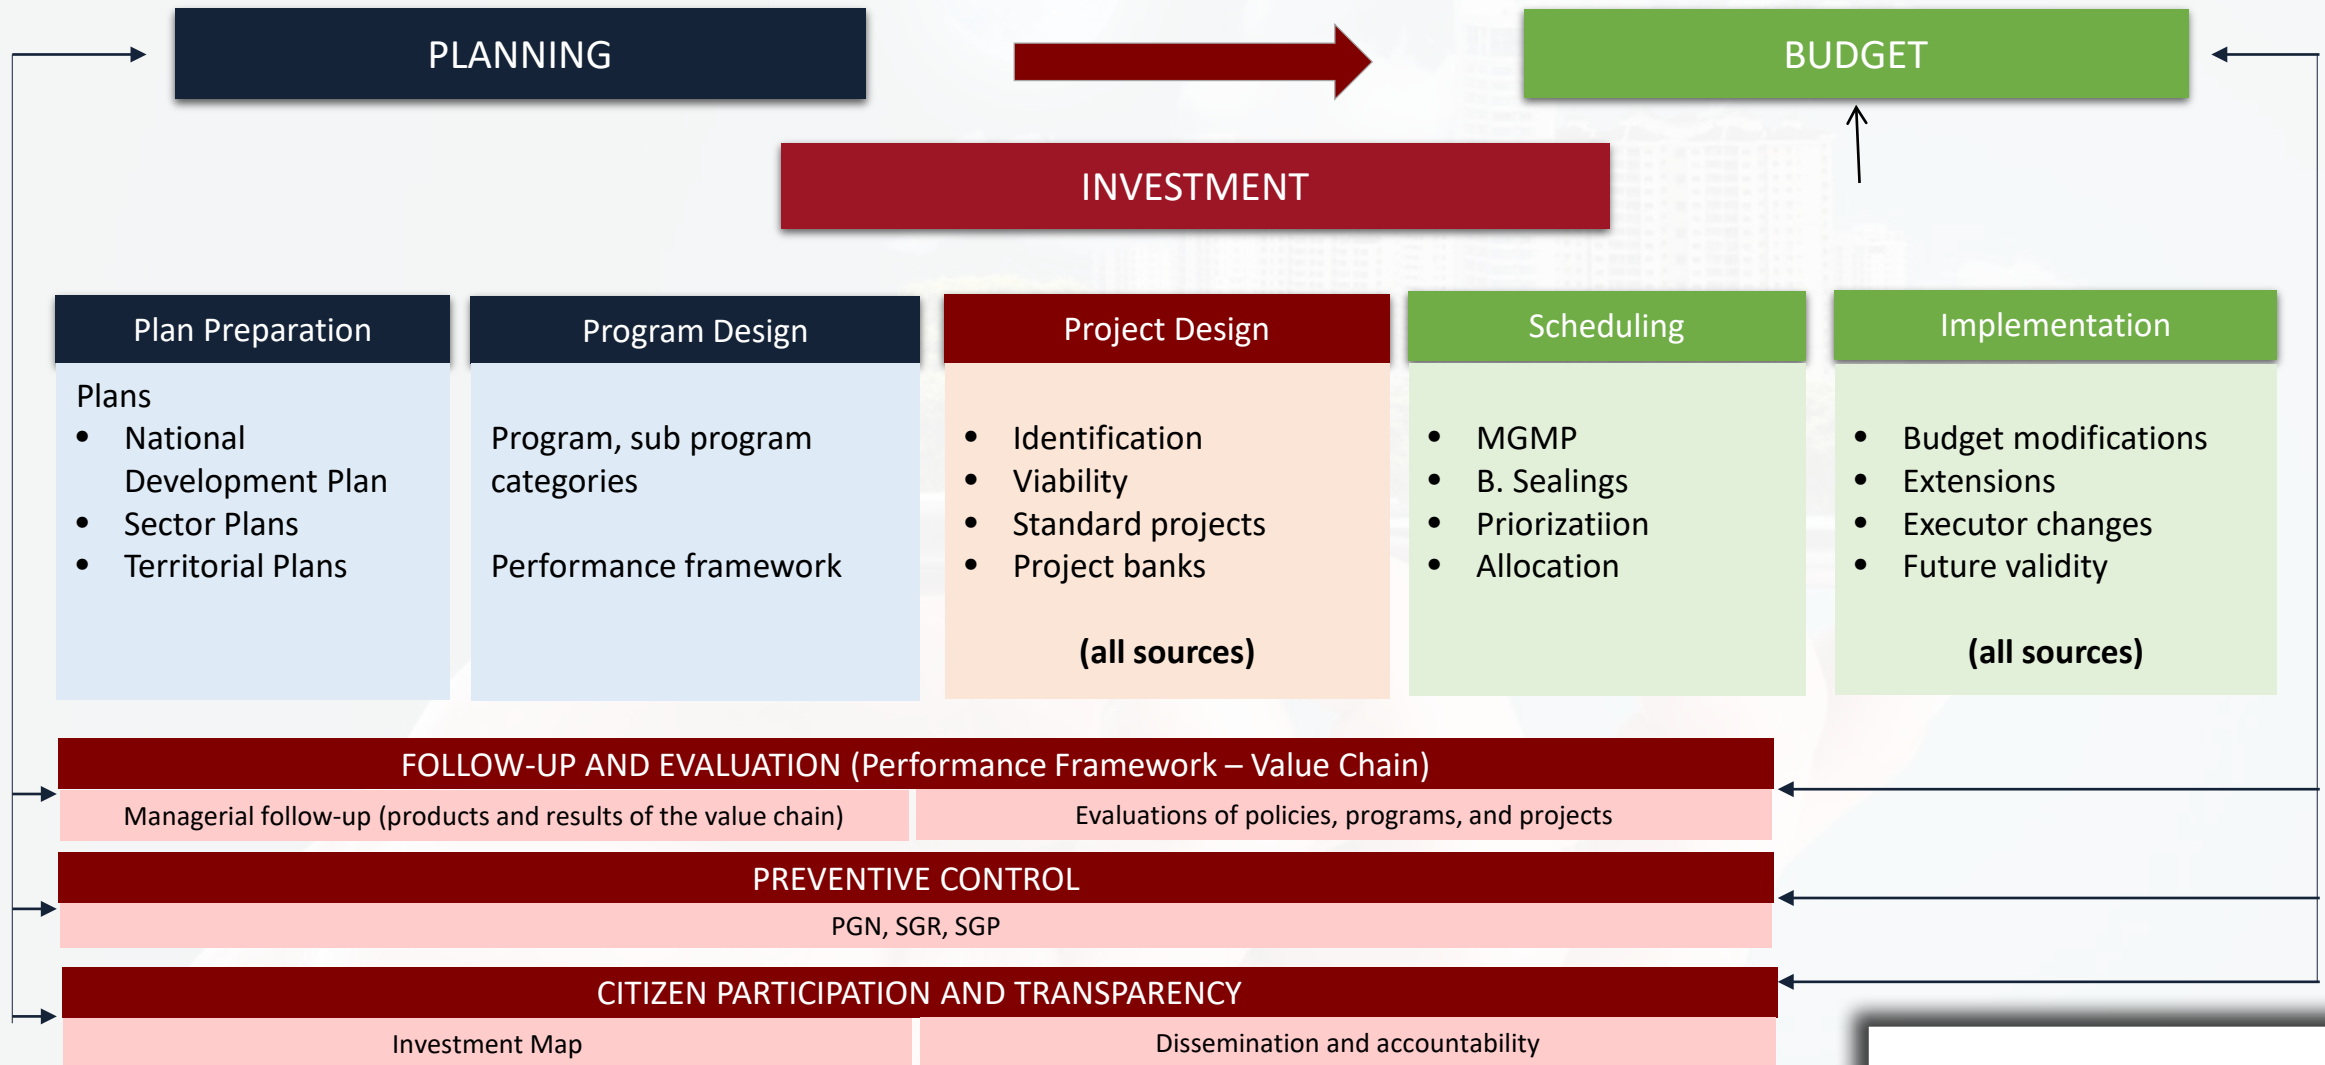 PLANNING
BUDGET
INVESTMENT
Plan Preparation
Plans
• National
Development Plan
• Sector Plans
• Territorial Plans
Program Design
Program, sub program
categories
Performance framework
Project Design
• Identification
• Viability
• Standard projects
• Project banks
(all sources)
Scheduling
• MGMP
• B. Sealings
• Priorizatiion
• Allocation
Implementation
• Budget modifications
• Extensions
• Executor changes
• Future validity
(all sources)
FOLLOW-UP AND EVALUATION (Performance Framework – Value Chain)
Managerial follow-up (products and results of the value chain)
Evaluations of policies, programs, and projects
PREVENTIVE CONTROL
PGN, SGR, SGP
CITIZEN PARTICIPATION AND TRANSPARENCY
Investment Map
Dissemination and accountability